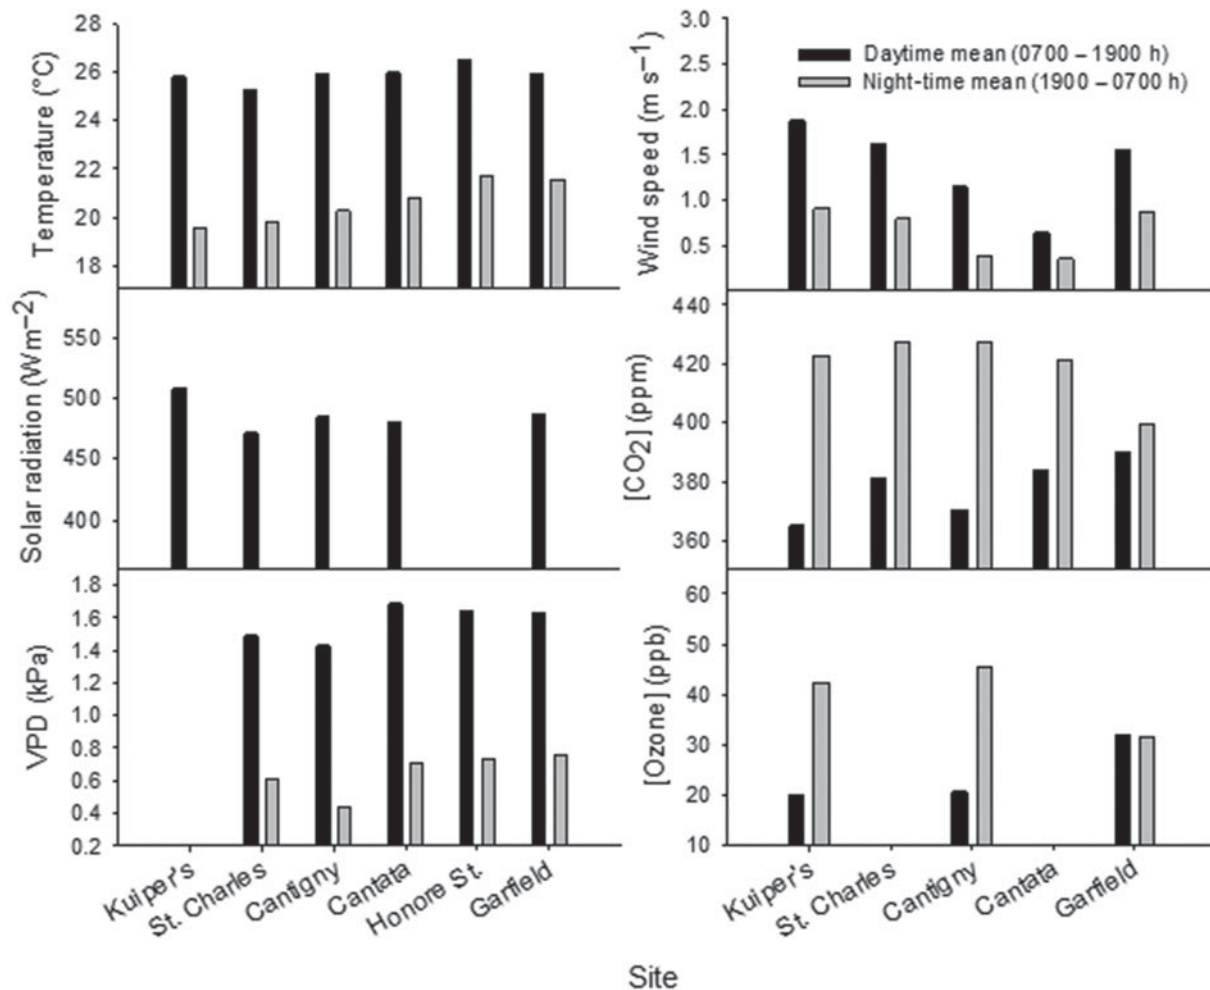 Temperature (°C)
28
26
24
22
20
18
Solar radiation (Wm−2)
550
500
450
400
VPD (kPa)
1.8
1.6
1.4
1.2
1.0
0.8
0.6
0.4
0.2
Kuiper's
St. Charles
Cantigny
Cantata
Honore St.
Garfield
Wind speed (m s−1)
3.0
2.5
2.0
1.5
1.0
0.5
Daytime mean (0700 – 1900 h)
Night-time mean (1900 – 0700 h)
[CO2] (ppm)
440
420
400
380
360
[Ozone] (ppb)
60
50
40
30
20
10
Kuiper's
St. Charles
Cantigny
Cantata
Garfield
Site